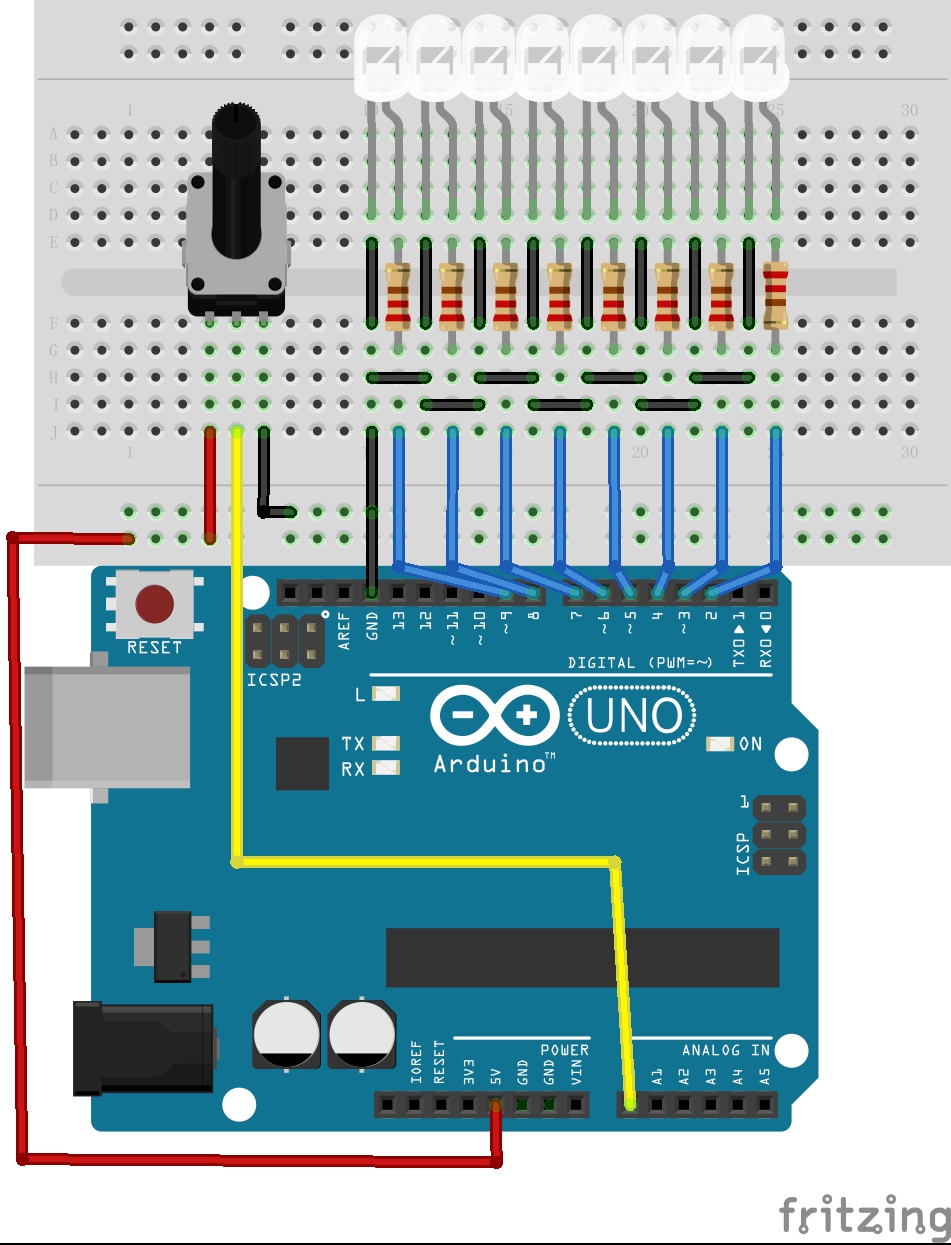 1 15 20 25 30
A
B
C
D
E
F
G
H
I
J
1 20 25 30
RESET
ICSP2
AREF
GND
13
12
~11
~10
~9
8
7
~6
~5
4
~3
2
TX0▶1
RX0◀0
DIGITAL (PWM=~)
L
TX
RX
UNO
Arduino™
ON
1
ICSP
POWER
ANALOG IN
IOREF
RESET
3V3
5V
GND
GND
VIN
A1
A2
A3
A4
A5
fritzing